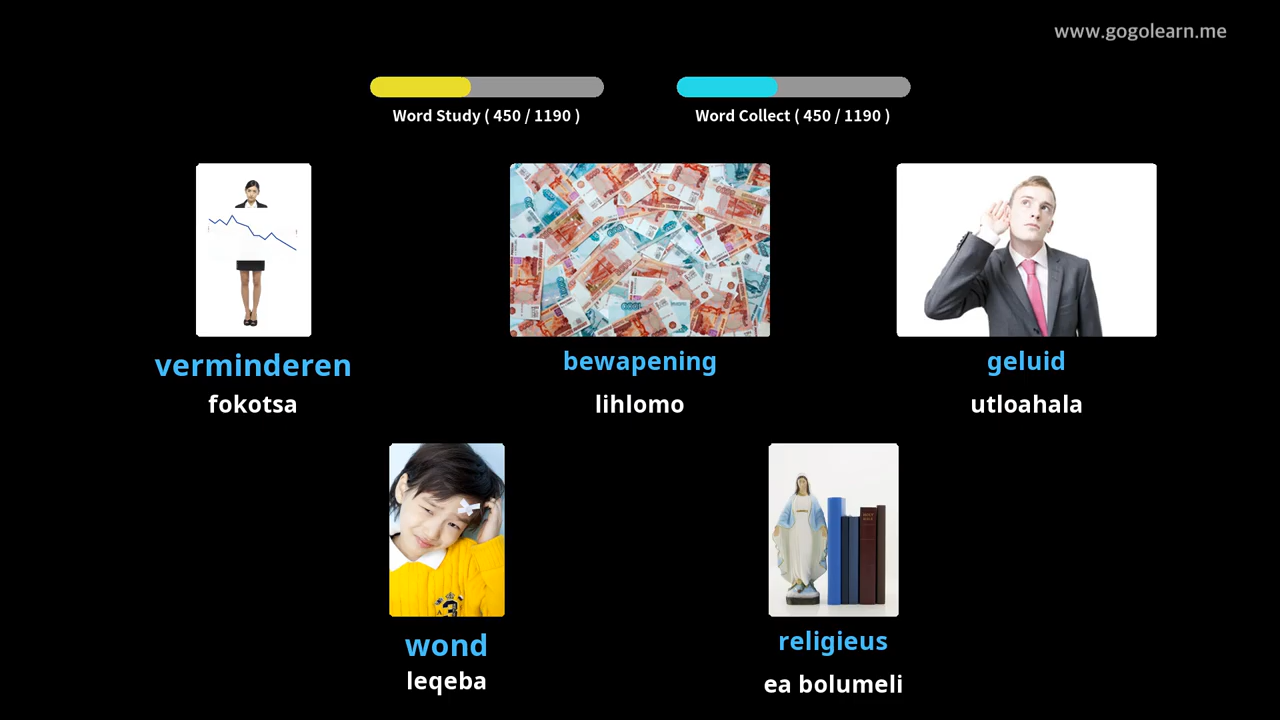 www.gogolearn.me
Word Study ( 450 / 1190 )
Word Collect ( 450 / 1190 )
verminderen
fokotsa
bewapening
lihlomo
geluid
utloahala
wond
leqeba
religieus
ea bolumeli